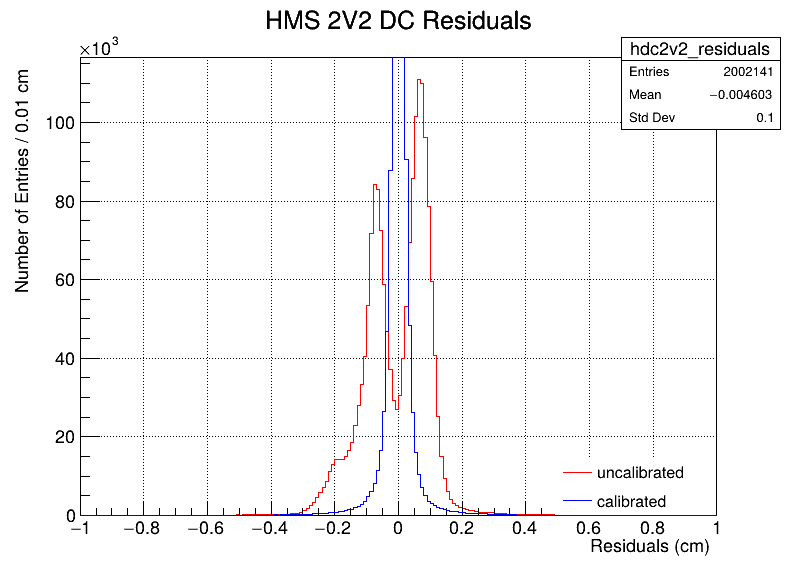 HMS 2V2 DC Residuals
×10³
hdc2v2_residuals
Entries 2002141
Mean −0.004603
Std Dev 0.1
Number of Entries / 0.01 cm
100
80
60
40
20
0
uncalibrated
calibrated
−1 −0.8 −0.6 −0.4 −0.2 0 0.2 0.4 0.6 0.8 1
Residuals (cm)